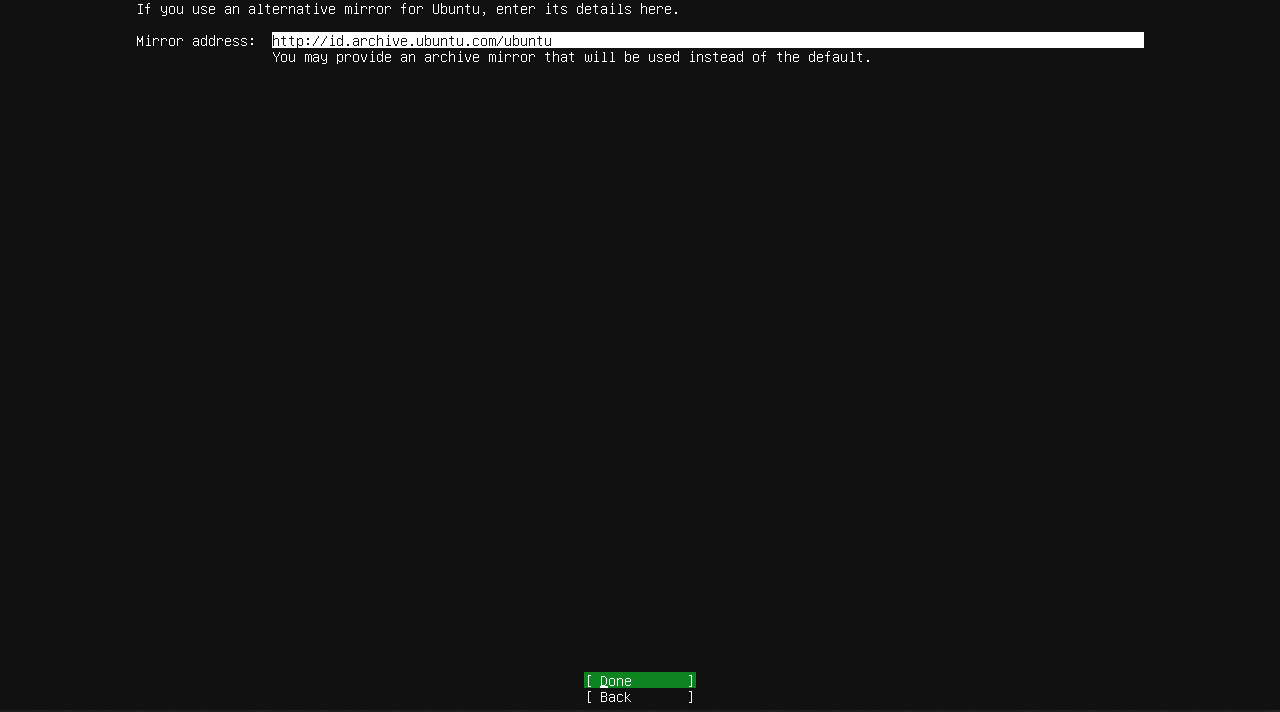 If you use an alternative mirror for Ubuntu, enter its details here.
Mirror address: http://id.archive.ubuntu.com/ubuntu
You may provide an archive mirror that will be used instead of the default.
[ Done ]
[ Back ]